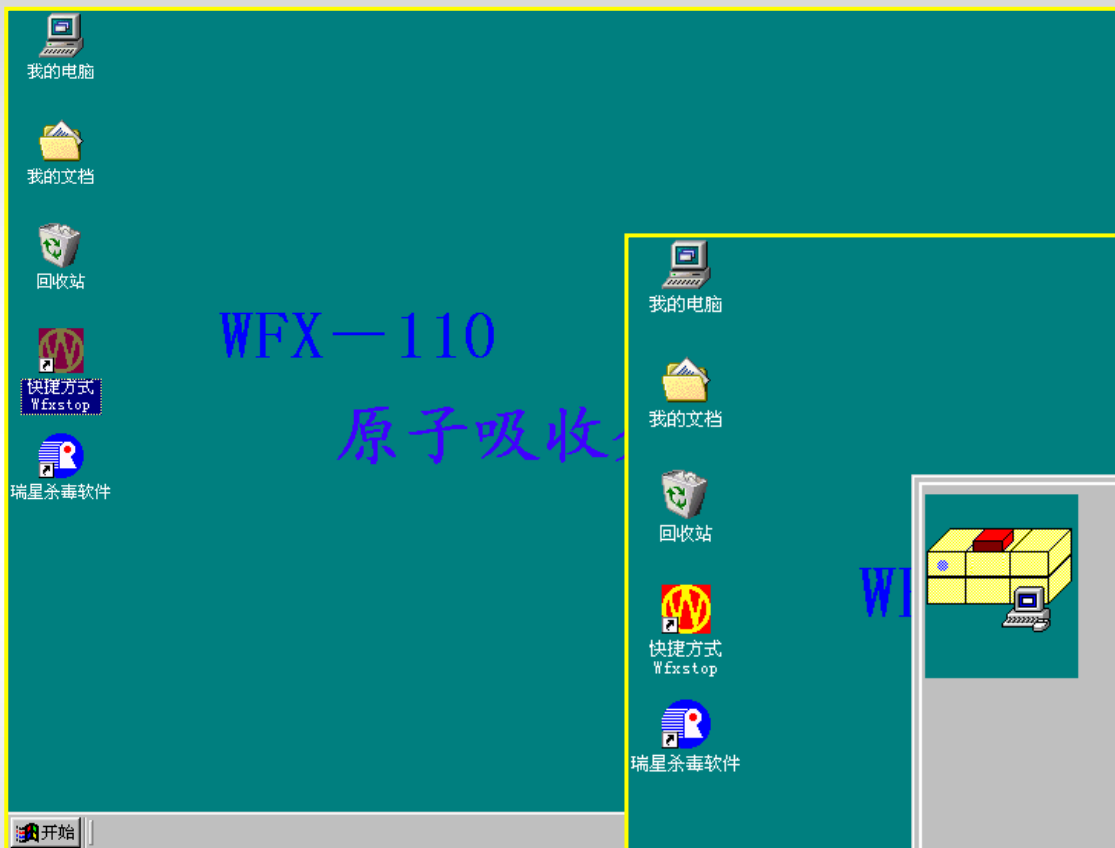 我的电脑
我的文档
回收站
快捷方式
Wfxstop
瑞星杀毒软件
WFX—110
原子吸收
开始
我的电脑
我的文档
回收站
快捷方式
Wfxstop
瑞星杀毒软件